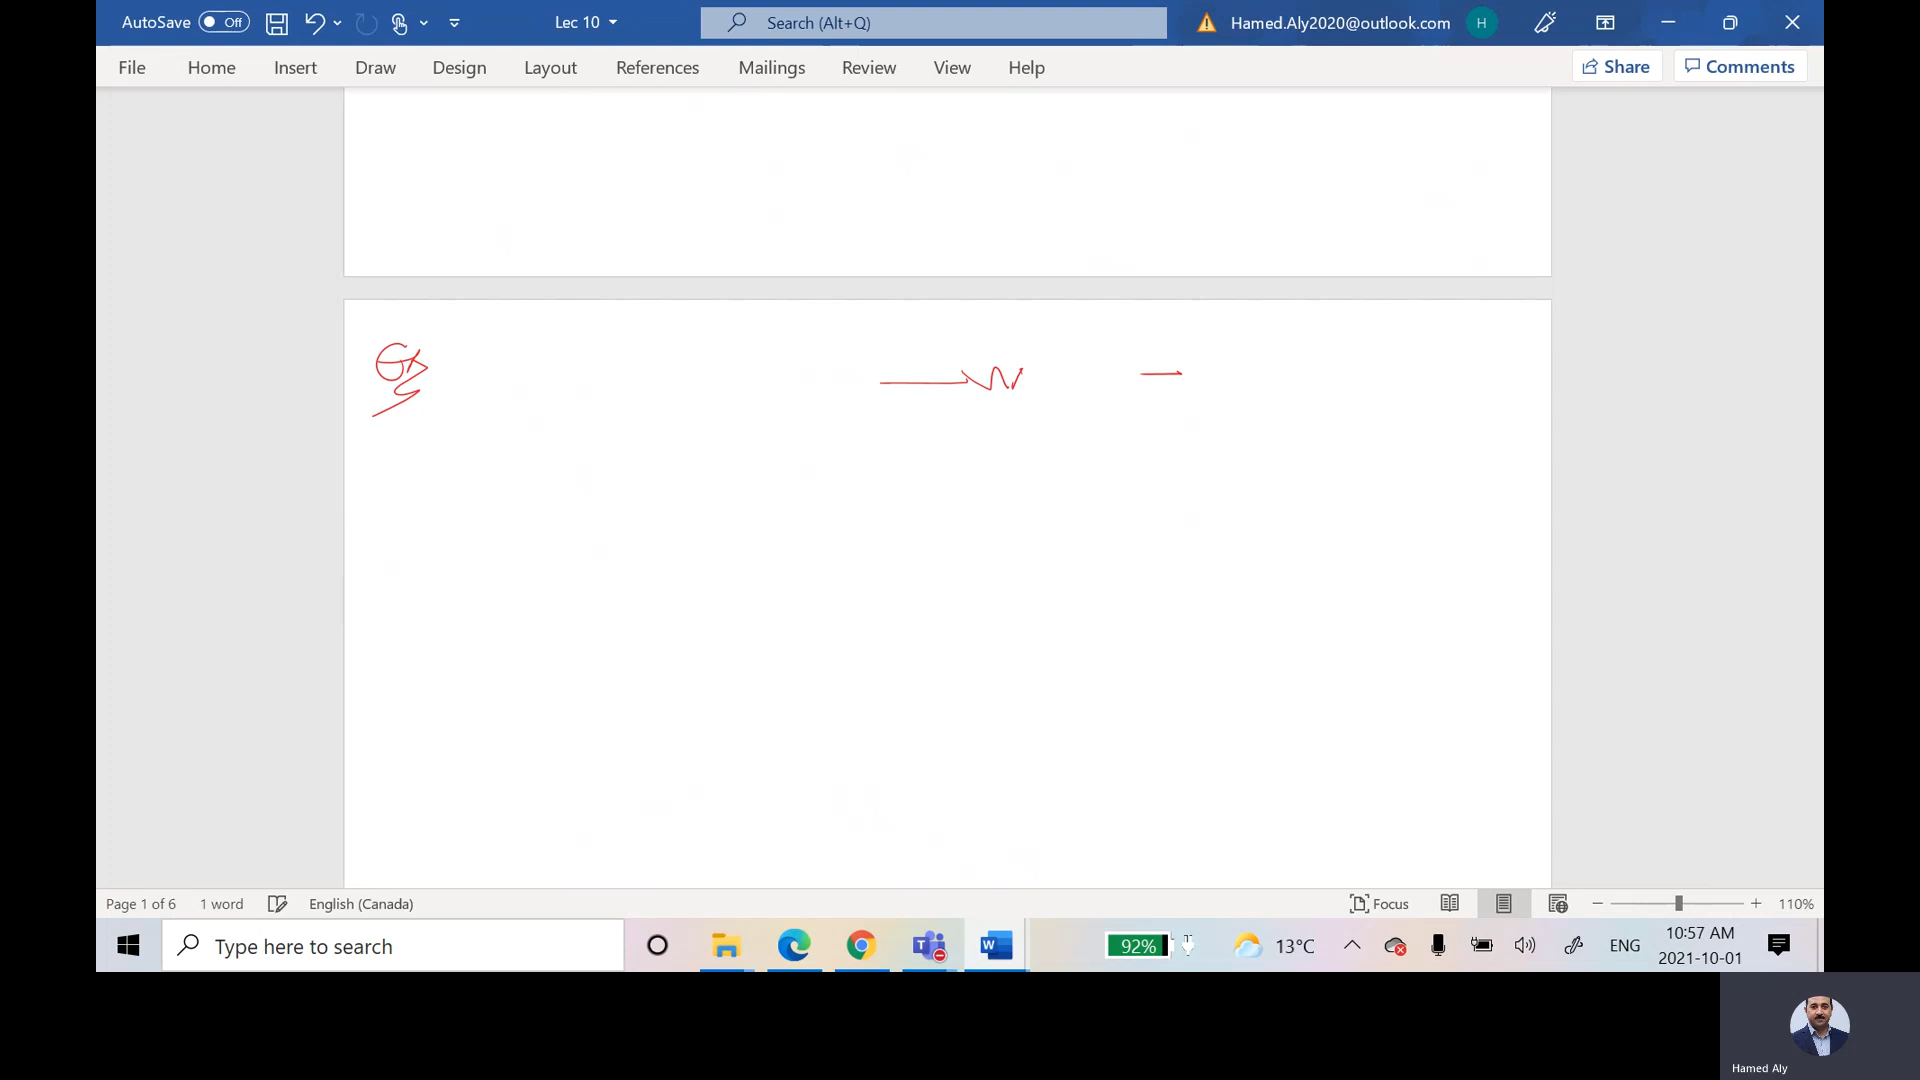 AutoSave Off Lec 10 Search (Alt+Q) Hamed.Aly2020@outlook.com H
File Home Insert Draw Design Layout References Mailings Review View Help Share Comments
Ex
Page 1 of 6 1 word English (Canada) Focus 110%
Type here to search 92% 13°C ENG 10:57 AM
2021-10-01
Hamed Aly